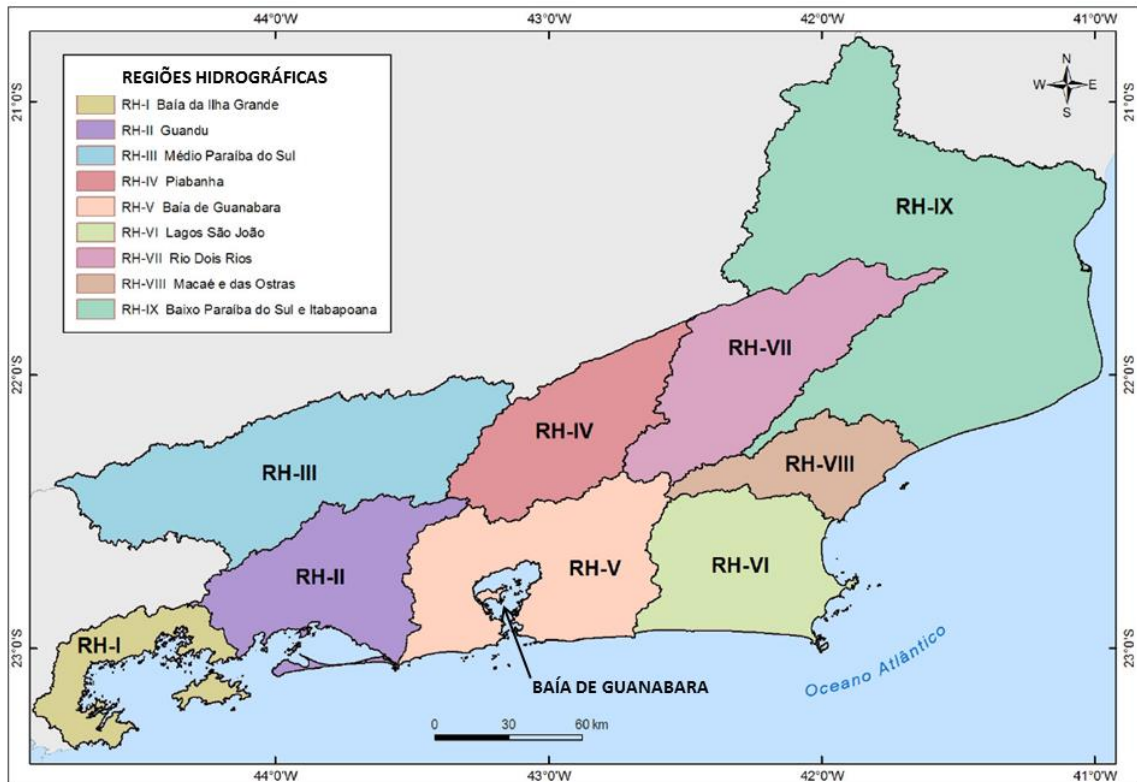 44°0'W
43°0'W
42°0'W
41°0'W
REGIÕES HIDROGRÁFICAS
RH-I Baía da Ilha Grande
RH-II Guandu
RH-III Médio Paraíba do Sul
RH-IV Piabanha
RH-V Baía de Guanabara
RH-VI Lagos São João
RH-VII Rio Dois Rios
RH-VIII Macaé e das Ostras
RH-IX Baixo Paraíba do Sul e Itabapoana
N
W E
S
21°0'S
21°0'S
RH-IX
RH-VII
22°0'S
22°0'S
RH-IV
RH-VIII
RH-III
RH-II
RH-V
RH-VI
RH-I
23°0'S
23°0'S
BAÍA DE GUANABARA
Oceano Atlântico
0 30 60 km
44°0'W
43°0'W
42°0'W
41°0'W